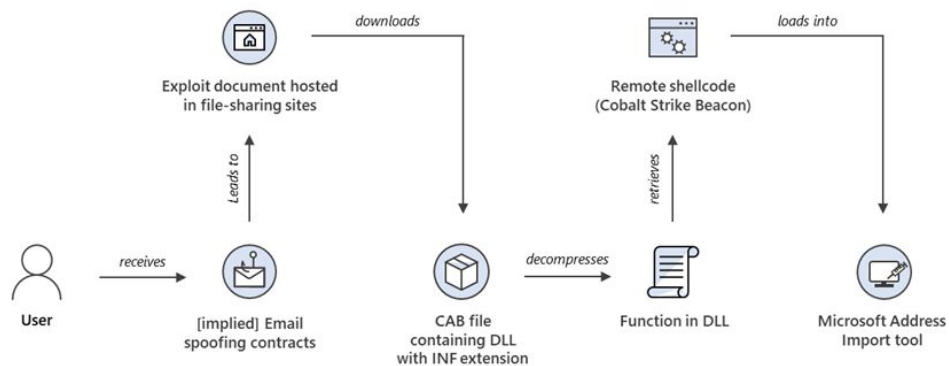 downloads
loads into
Exploit document hosted
in file-sharing sites
Remote shellcode
(Cobalt Strike Beacon)
Leads to
retrieves
receives
decompresses
User
[implied] Email
spoofing contracts
CAB file
containing DLL
with INF extension
Function in DLL
Microsoft Address
Import tool